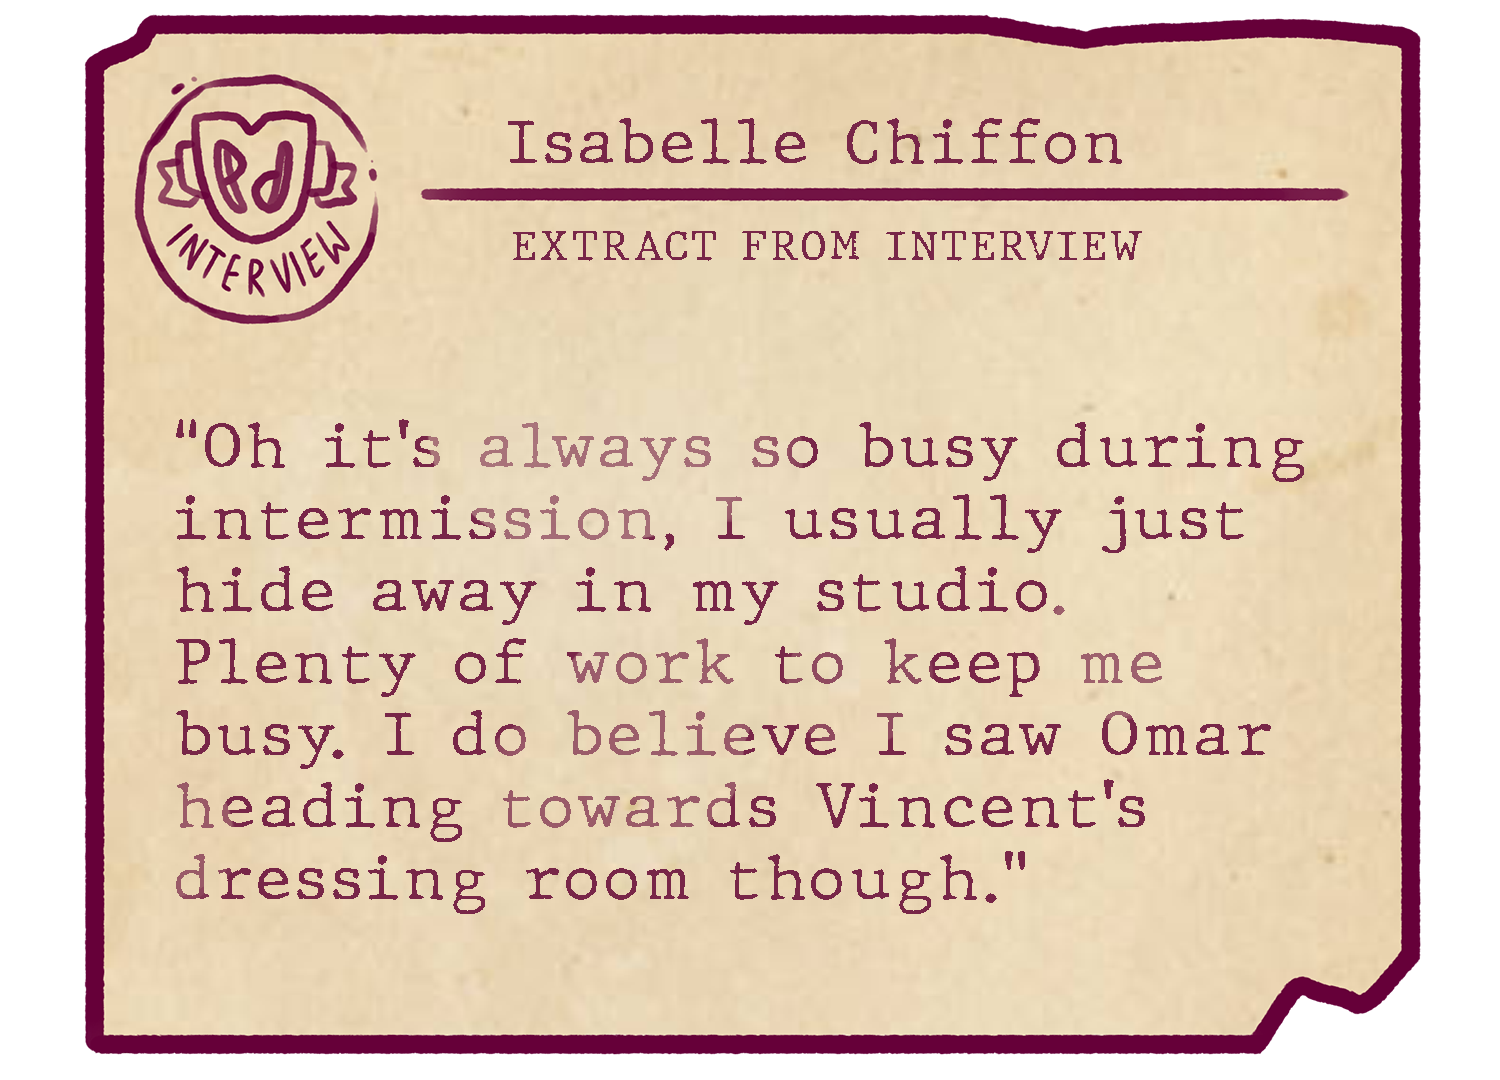 Pd
INTERVIEW
Isabelle Chiffon
EXTRACT FROM INTERVIEW
“Oh it's always so busy during
intermission, I usually just
hide away in my studio.
Plenty of work to keep me
busy. I do believe I saw Omar
heading towards Vincent's
dressing room though."